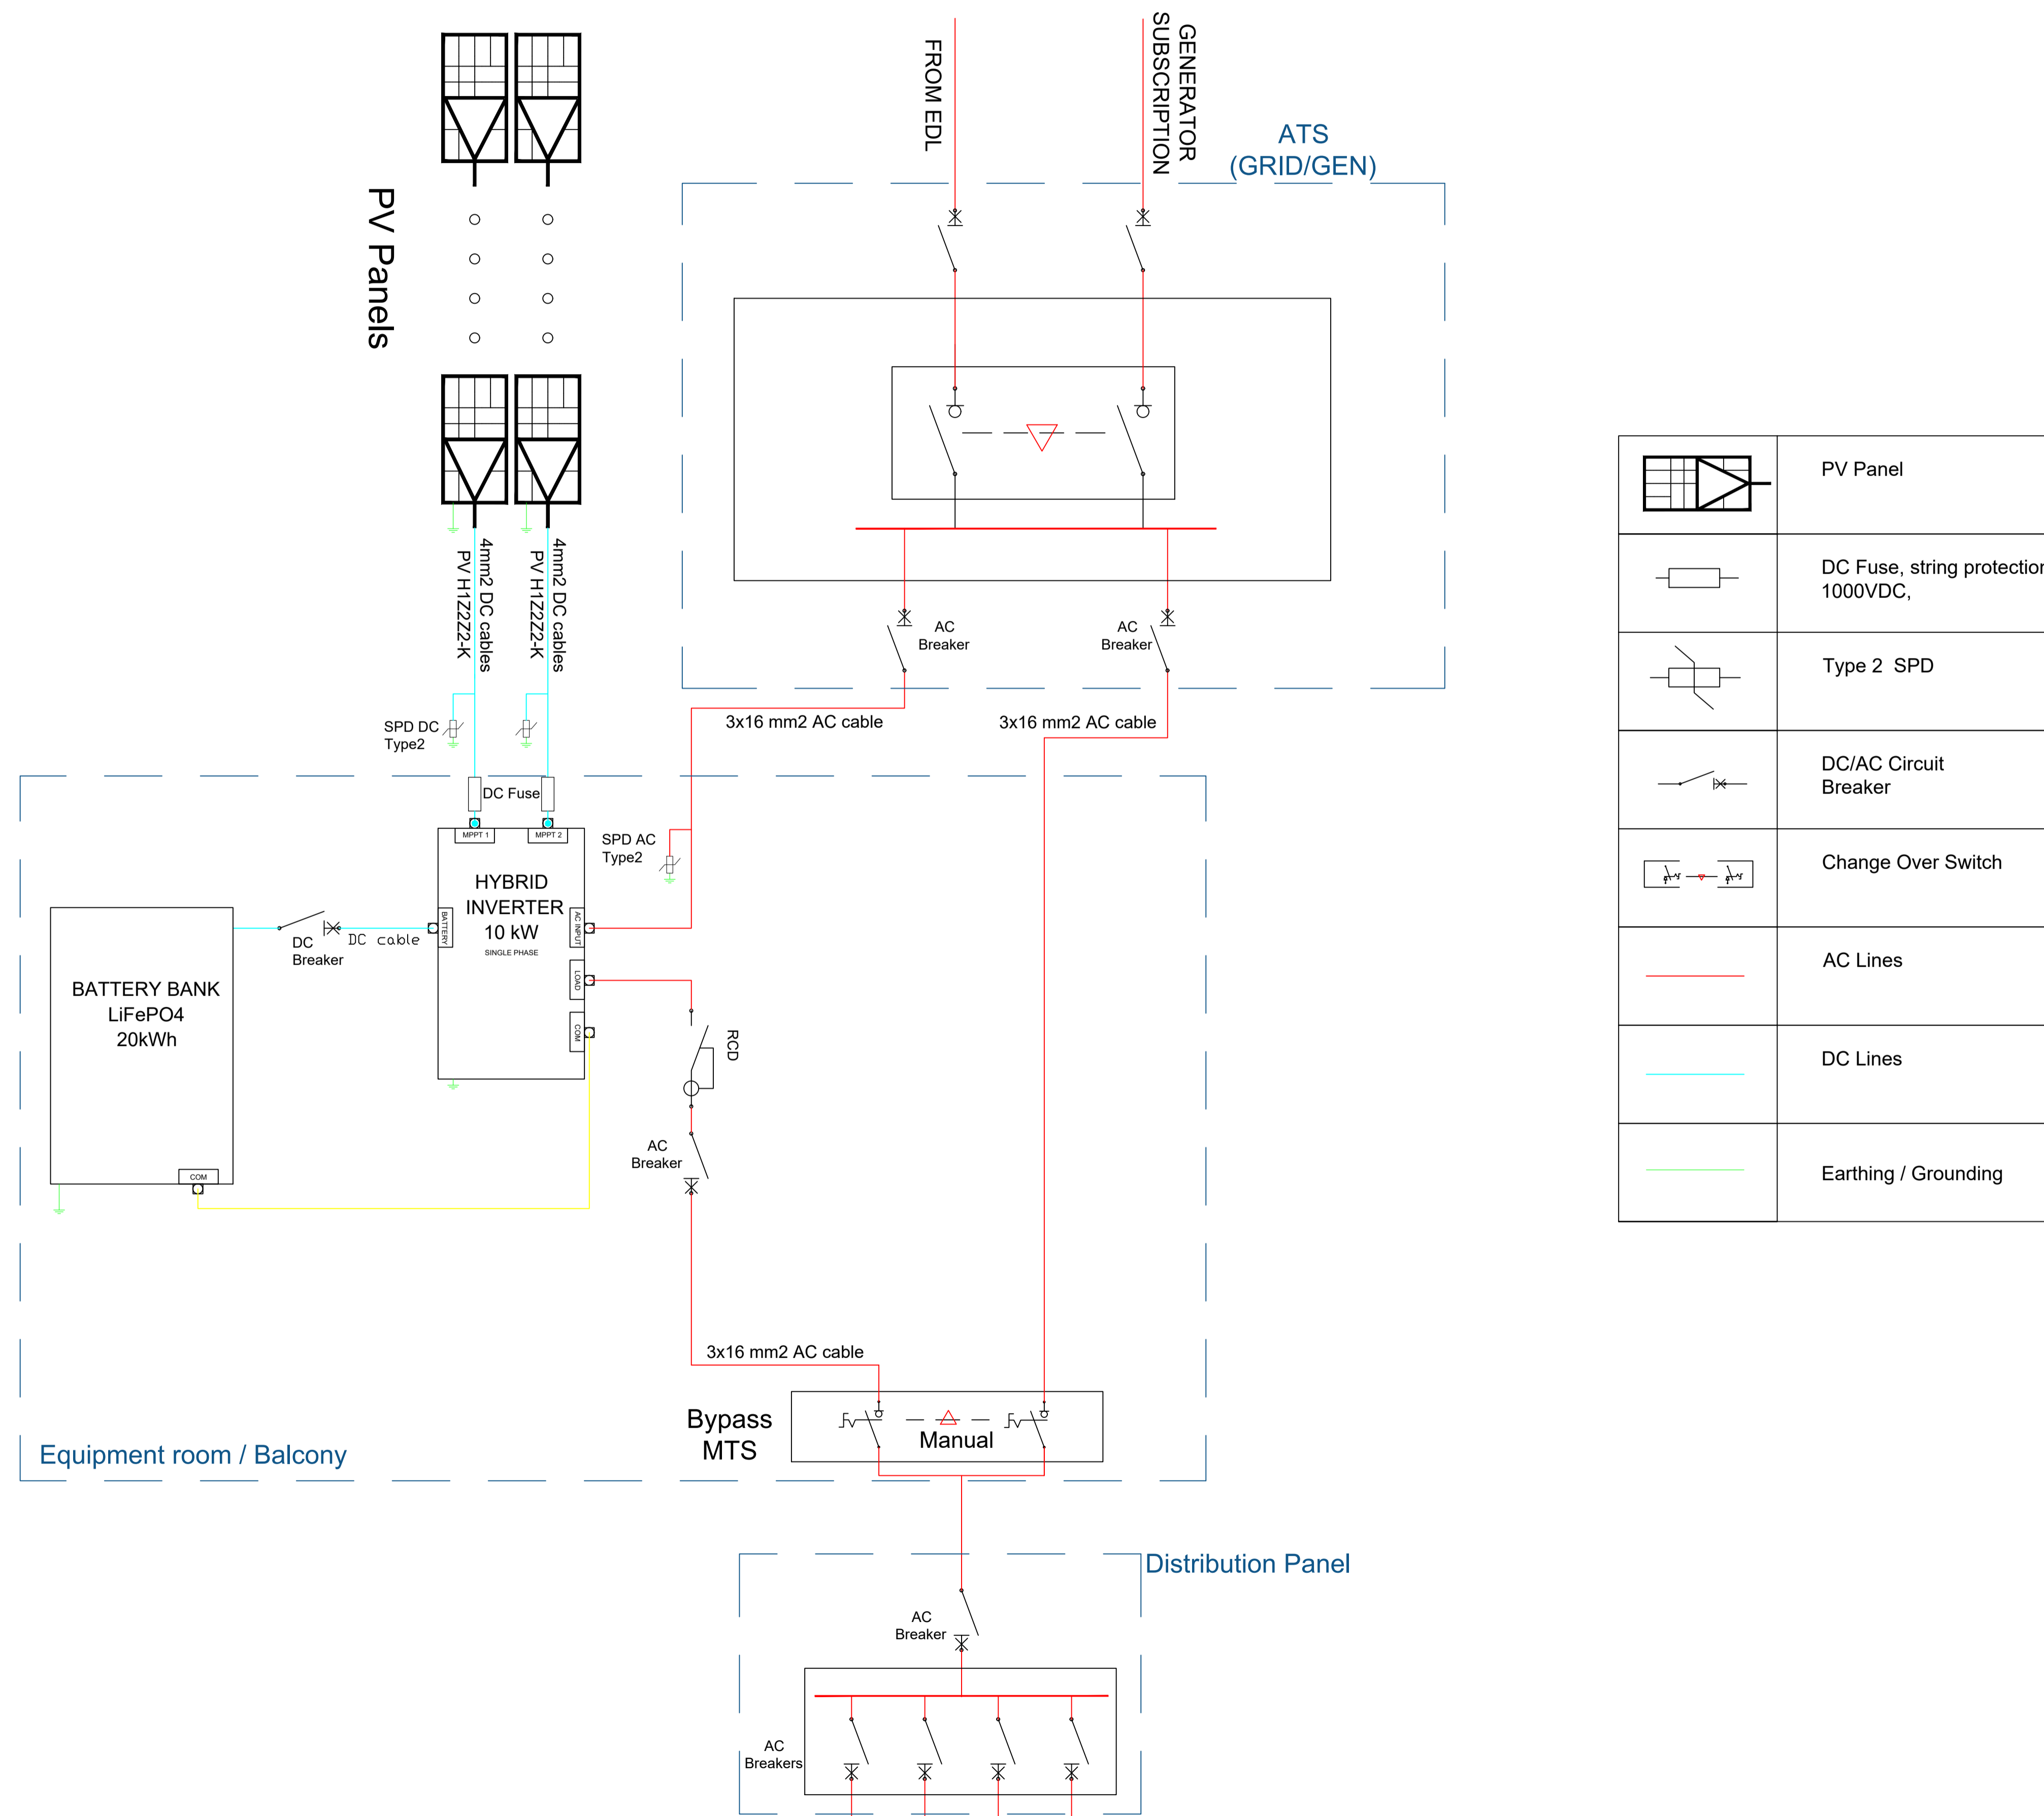 FROM EDL
GENERATOR
SUBSCRIPTION
ATS
(GRID/GEN)
PV Panels
4mm2 DC cables
PV H1Z2Z2-K
4mm2 DC cables
PV H1Z2Z2-K
AC
Breaker
AC
Breaker
3x16 mm2 AC cable
3x16 mm2 AC cable
SPD DC
Type2
DC Fuse
MPPT 1
MPPT 2
SPD AC
Type2
HYBRID
INVERTER
10 kW
SINGLE PHASE
BATTERY
AC INPUT
LOAD
COM
DC
Breaker
DC cable
BATTERY BANK
LiFePO4
20kWh
COM
RCD
AC
Breaker
3x16 mm2 AC cable
Bypass
MTS
Manual
Equipment room / Balcony
Distribution Panel
AC
Breaker
AC
Breakers
PV Panel
DC Fuse, string protection
1000VDC,
Type 2 SPD
DC/AC Circuit
Breaker
Change Over Switch
AC Lines
DC Lines
Earthing / Grounding